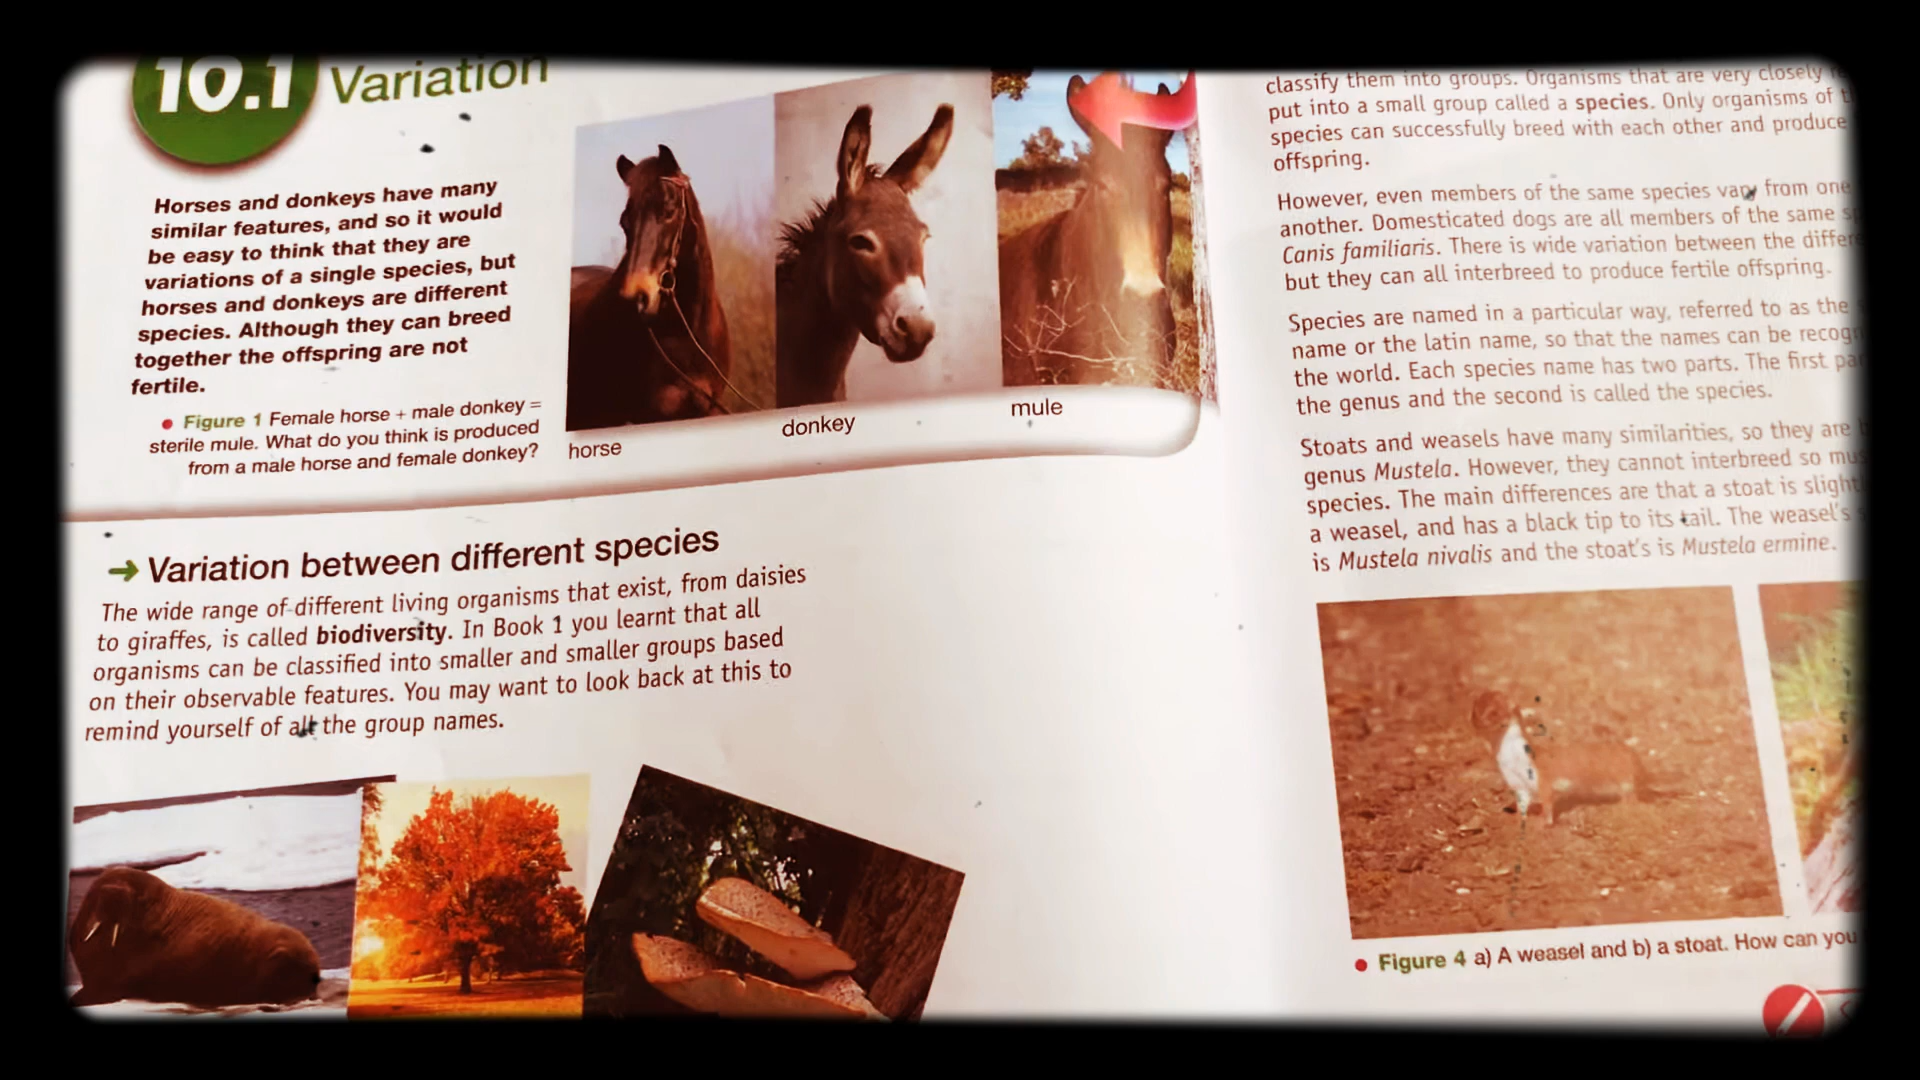 10.1 Variation
Horses and donkeys have many
similar features, and so it would
be easy to think that they are
variations of a single species, but
horses and donkeys are different
species. Although they can breed
together the offspring are not
fertile.
Figure 1 Female horse + male donkey =
sterile mule. What do you think is produced
from a male horse and female donkey?
horse
donkey
mule
Variation between different species
The wide range of different living organisms that exist, from daisies
to giraffes, is called biodiversity. In Book 1 you learnt that all
organisms can be classified into smaller and smaller groups based
on their observable features. You may want to look back at this to
remind yourself of all the group names.
classify them into groups. Organisms that are very closely
put into a small group called a species. Only organisms of
species can successfully breed with each other and produce
offspring.
However, even members of the same species vary from one
another. Domesticated dogs are all members of the same
Canis familiaris. There is wide variation between the
but they can all interbreed to produce fertile offspring.
Species are named in a particular way, referred to as the
name or the latin name, so that the names can be
the world. Each species name has two parts. The first
the genus and the second is called the species.
Stoats and weasels have many similarities, so they are
genus Mustela. However, they cannot interbreed so
species. The main differences are that a stoat is
a weasel, and has a black tip to its tail. The weasel's
is Mustela nivalis and the stoat's is Mustela ermine.
Figure 4 a) A weasel and b) a stoat. How can you